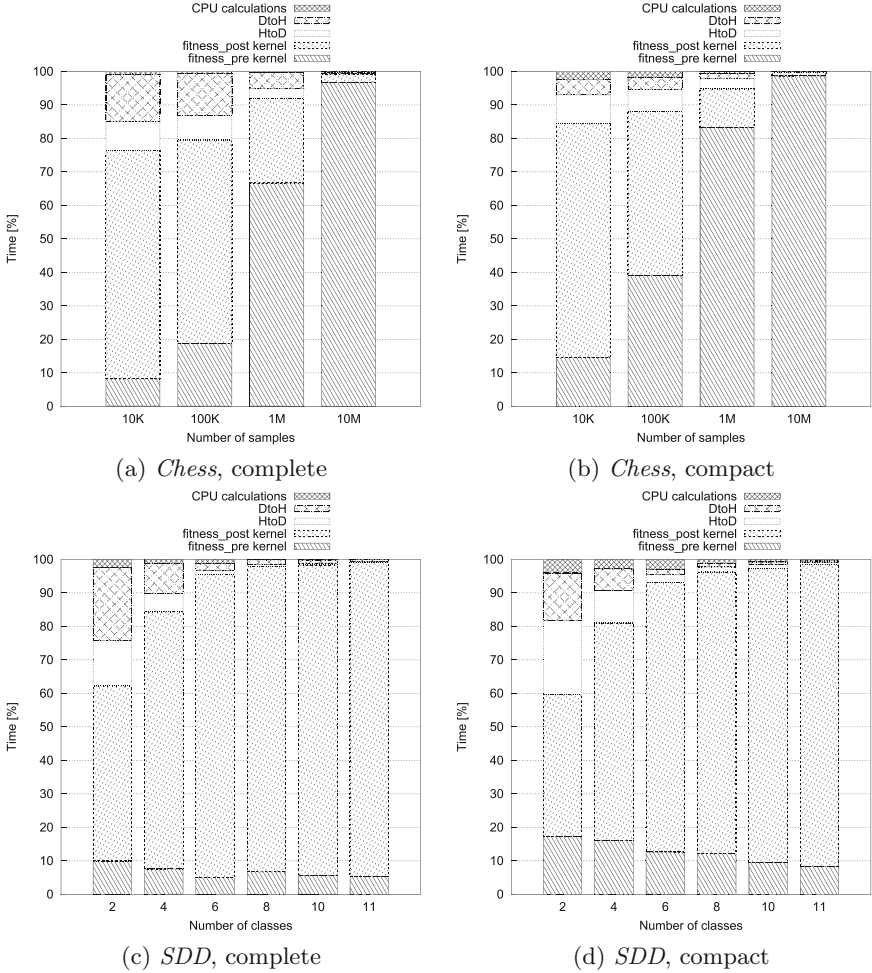 CPU calculations
DtoH
HtoD
fitness_post kernel
fitness_pre kernel
100
90
80
70
60
50
40
30
20
10
0
Time [%]
10K 100K 1M 10M
Number of samples
(a) Chess, complete
CPU calculations
DtoH
HtoD
fitness_post kernel
fitness_pre kernel
100
90
80
70
60
50
40
30
20
10
0
Time [%]
10K 100K 1M 10M
Number of samples
(b) Chess, compact
CPU calculations
DtoH
HtoD
fitness_post kernel
fitness_pre kernel
100
90
80
70
60
50
40
30
20
10
0
Time [%]
2 4 6 8 10 11
Number of classes
(c) SDD, complete
CPU calculations
DtoH
HtoD
fitness_post kernel
fitness_pre kernel
100
90
80
70
60
50
40
30
20
10
0
Time [%]
2 4 6 8 10 11
Number of classes
(d) SDD, compact